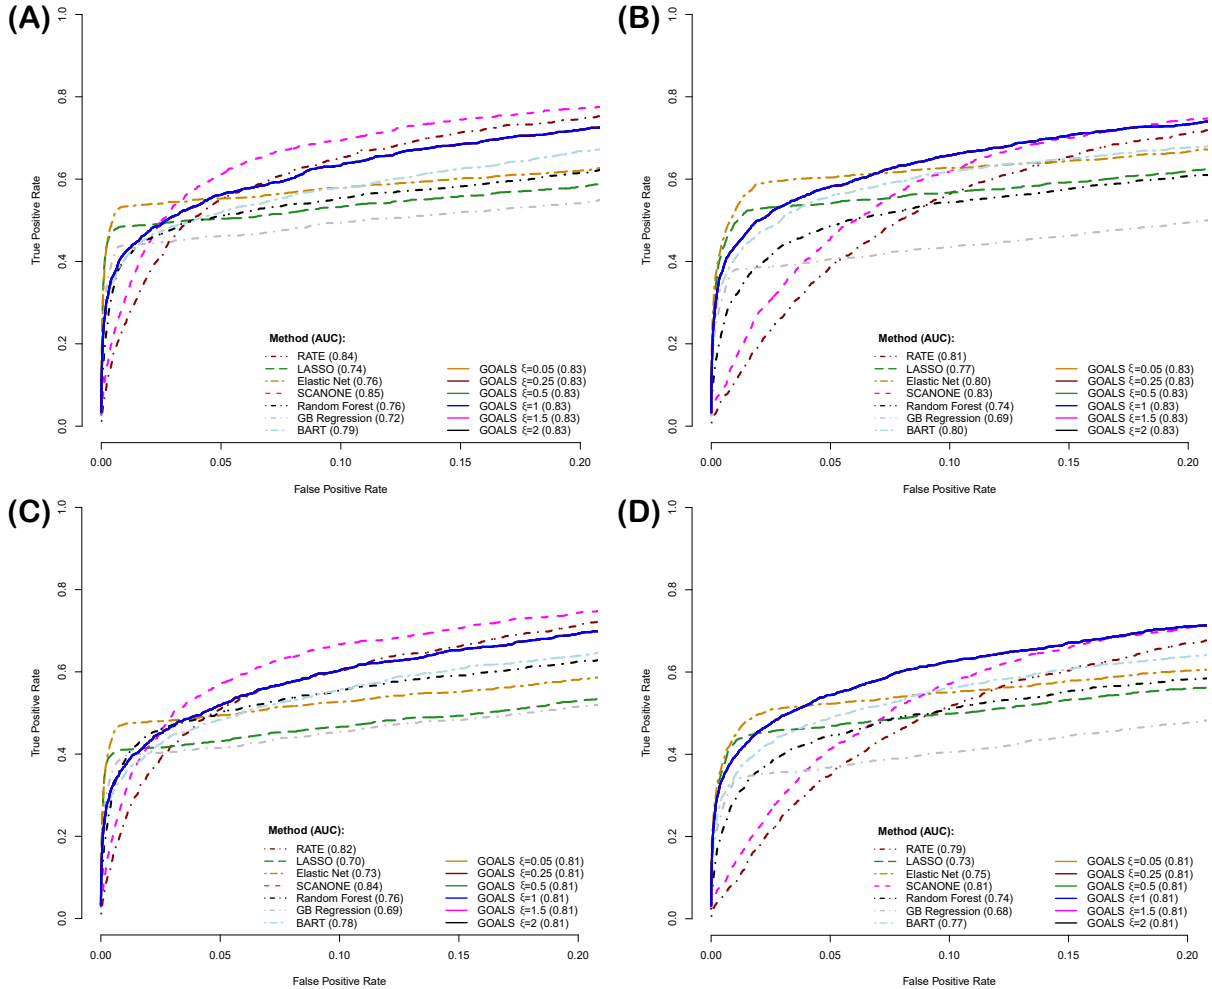 (A)
1.0
0.8
0.6
0.4
0.2
0.0
True Positive Rate
Method (AUC):
RATE (0.84)
LASSO (0.74)
Elastic Net (0.76)
SCANONE (0.85)
Random Forest (0.76)
GB Regression (0.72)
BART (0.79)
GOALS ξ=0.05 (0.83)
GOALS ξ=0.25 (0.83)
GOALS ξ=0.5 (0.83)
GOALS ξ=1 (0.83)
GOALS ξ=1.5 (0.83)
GOALS ξ=2 (0.83)
0.00 0.05 0.10 0.15 0.20
False Positive Rate
(B)
1.0
0.8
0.6
0.4
0.2
0.0
True Positive Rate
Method (AUC):
RATE (0.81)
LASSO (0.77)
Elastic Net (0.80)
SCANONE (0.83)
Random Forest (0.74)
GB Regression (0.69)
BART (0.80)
GOALS ξ=0.05 (0.83)
GOALS ξ=0.25 (0.83)
GOALS ξ=0.5 (0.83)
GOALS ξ=1 (0.83)
GOALS ξ=1.5 (0.83)
GOALS ξ=2 (0.83)
0.00 0.05 0.10 0.15 0.20
False Positive Rate
(C)
1.0
0.8
0.6
0.4
0.2
0.0
True Positive Rate
Method (AUC):
RATE (0.82)
LASSO (0.70)
Elastic Net (0.73)
SCANONE (0.84)
Random Forest (0.76)
GB Regression (0.69)
BART (0.78)
GOALS ξ=0.05 (0.81)
GOALS ξ=0.25 (0.81)
GOALS ξ=0.5 (0.81)
GOALS ξ=1 (0.81)
GOALS ξ=1.5 (0.81)
GOALS ξ=2 (0.81)
0.00 0.05 0.10 0.15 0.20
False Positive Rate
(D)
1.0
0.8
0.6
0.4
0.2
0.0
True Positive Rate
Method (AUC):
RATE (0.79)
LASSO (0.73)
Elastic Net (0.75)
SCANONE (0.81)
Random Forest (0.74)
GB Regression (0.68)
BART (0.77)
GOALS ξ=0.05 (0.81)
GOALS ξ=0.25 (0.81)
GOALS ξ=0.5 (0.81)
GOALS ξ=1 (0.81)
GOALS ξ=1.5 (0.81)
GOALS ξ=2 (0.81)
0.00 0.05 0.10 0.15 0.20
False Positive Rate